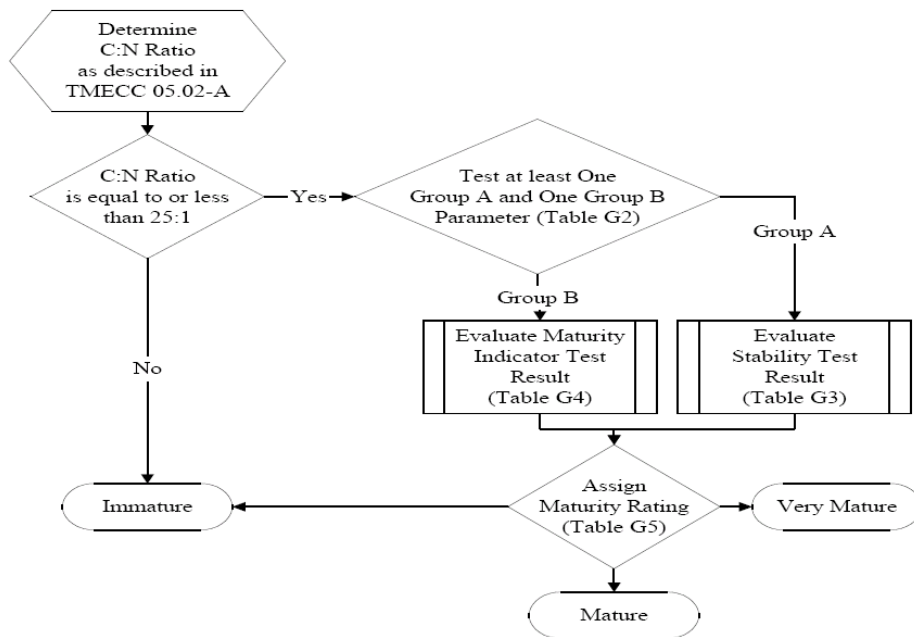 Determine
C:N Ratio
as described in
TMECC 05.02-A
C:N Ratio
is equal to or less
than 25:1
Yes
Test at least One
Group A and One Group B
Parameter (Table G2)
Group A
Group B
No
Evaluate Maturity
Indicator Test
Result
(Table G4)
Evaluate
Stability Test
Result
(Table G3)
Immature
Assign
Maturity Rating
(Table G5)
Very Mature
Mature